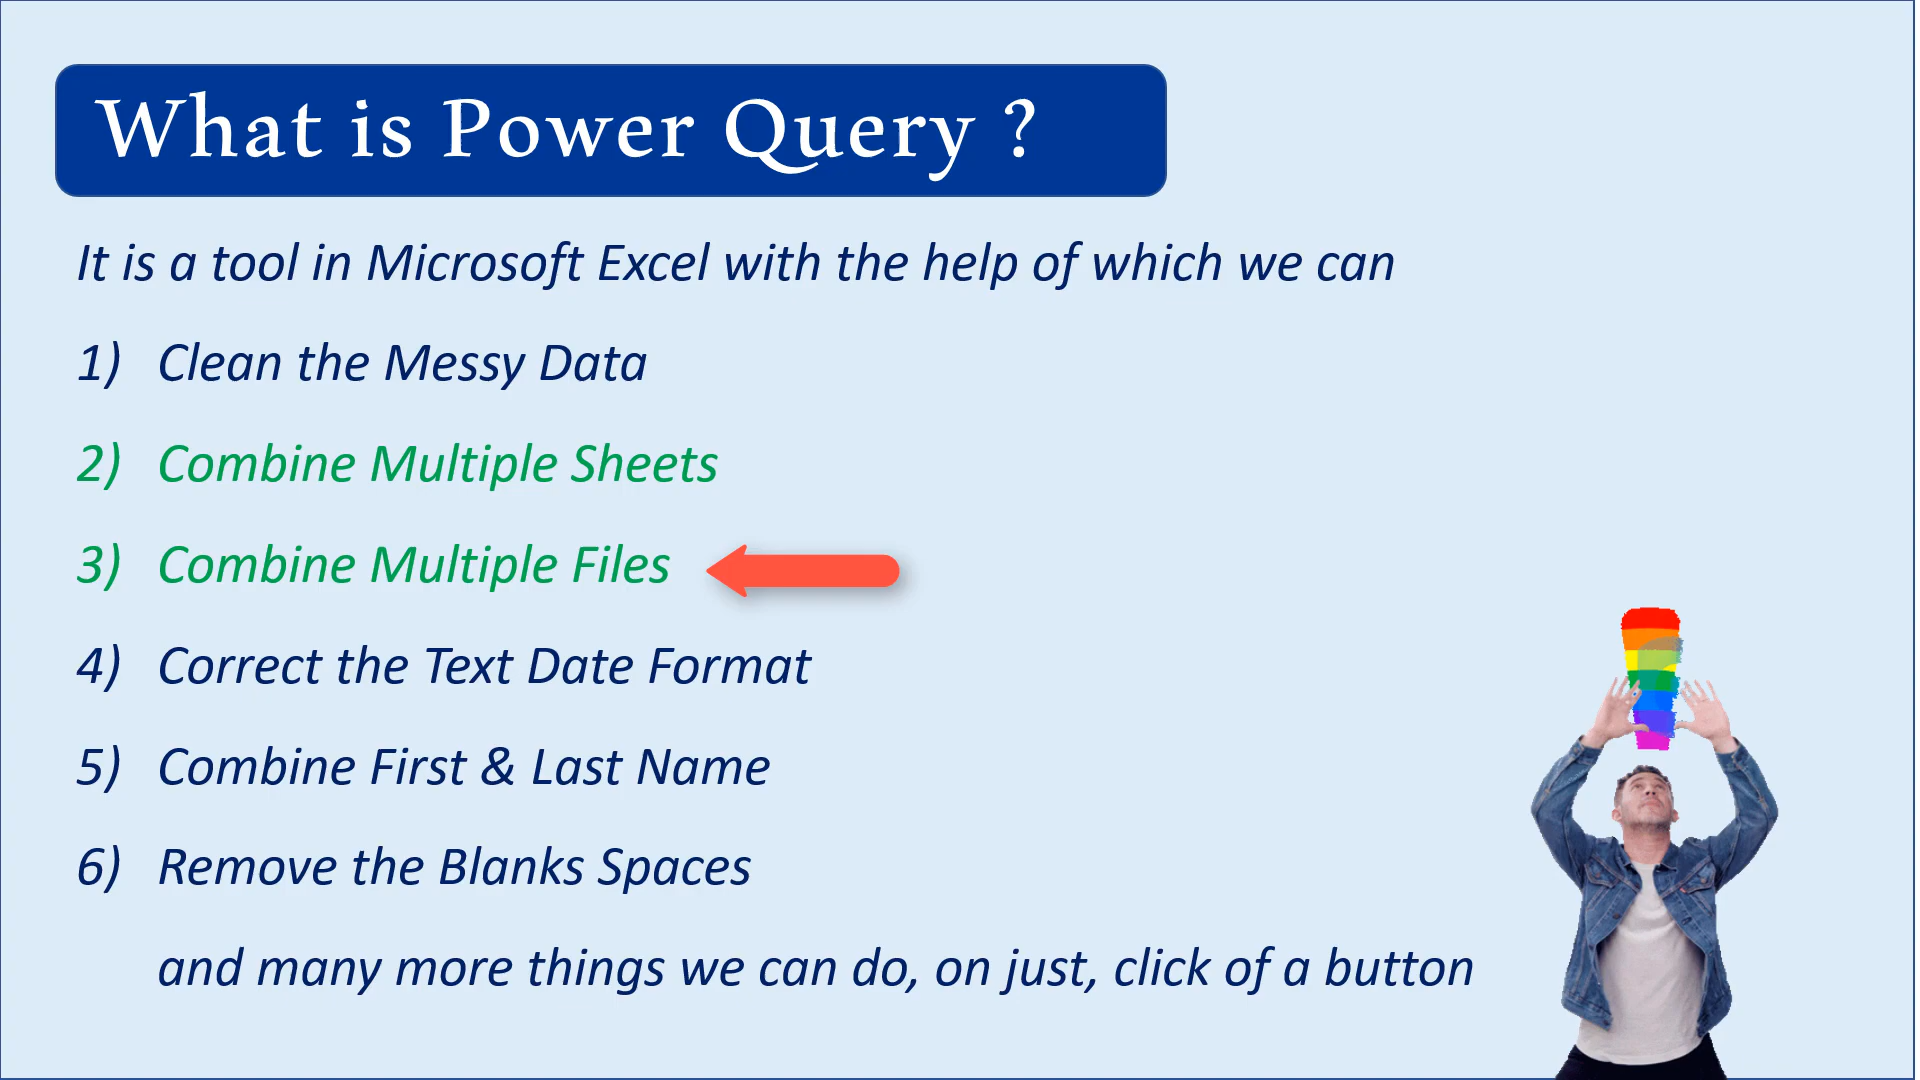 What is Power Query ?
It is a tool in Microsoft Excel with the help of which we can
1) Clean the Messy Data
2) Combine Multiple Sheets
3) Combine Multiple Files
4) Correct the Text Date Format
5) Combine First & Last Name
6) Remove the Blanks Spaces
and many more things we can do, on just, click of a button